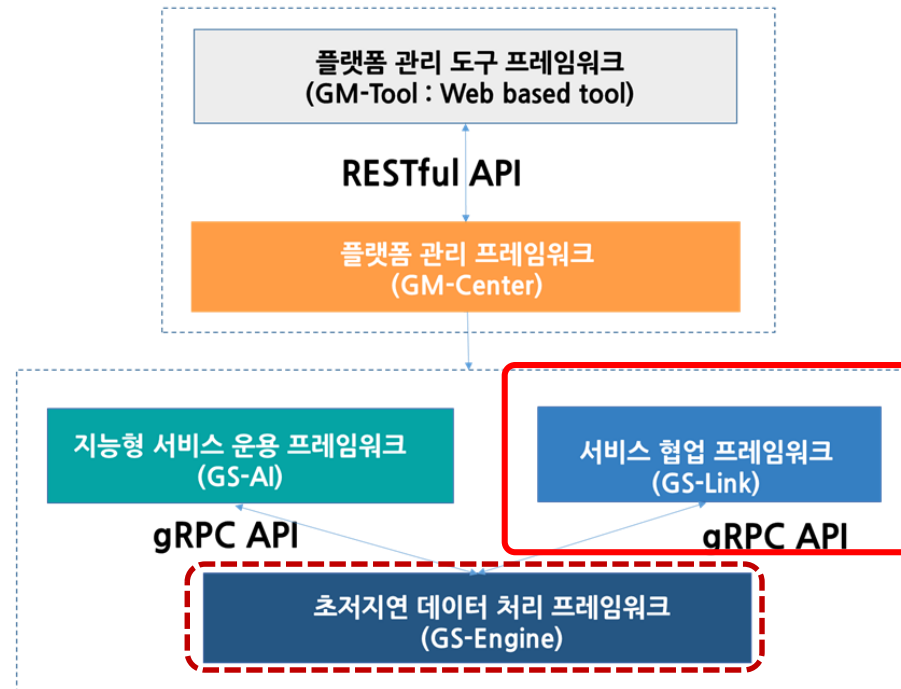 플랫폼 관리 도구 프레임워크
(GM-Tool : Web based tool)
RESTful API
플랫폼 관리 프레임워크
(GM-Center)
지능형 서비스 운용 프레임워크
(GS-AI)
서비스 협업 프레임워크
(GS-Link)
gRPC API
gRPC API
초저지연 데이터 처리 프레임워크
(GS-Engine)